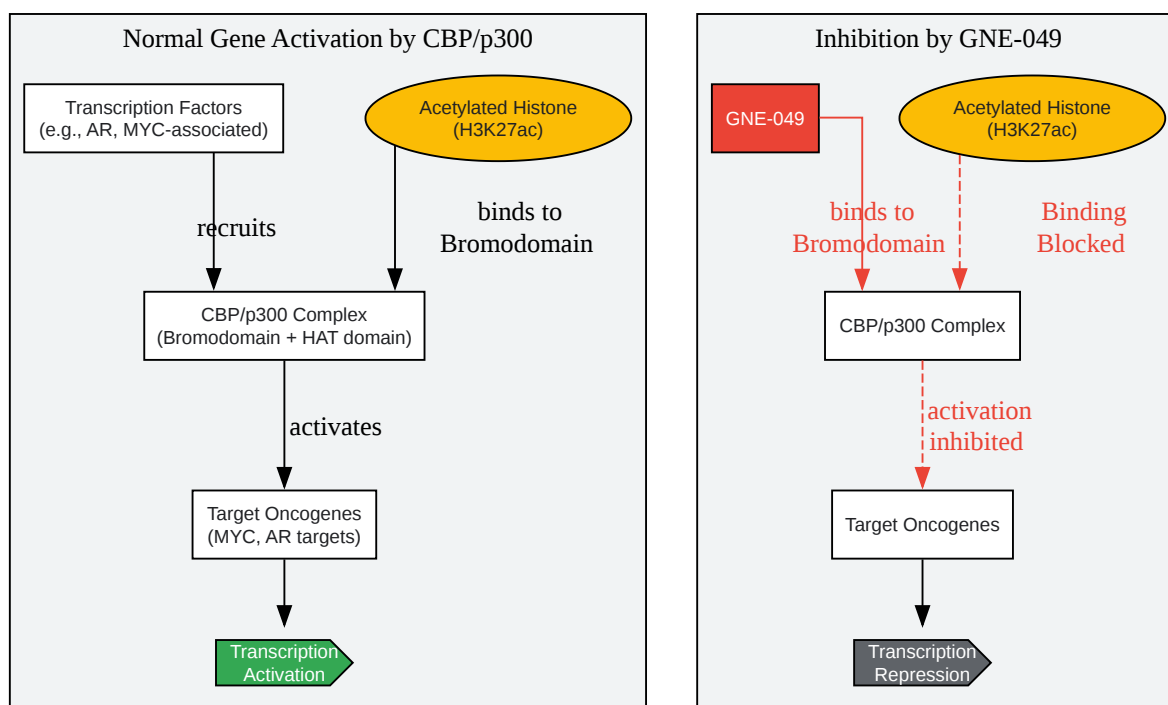 Normal Gene Activation by CBP/p300
Transcription Factors
(e.g., AR, MYC-associated)
Acetylated Histone
(H3K27ac)
recruits
binds to
Bromodomain
CBP/p300 Complex
(Bromodomain + HAT domain)
activates
Target Oncogenes
(MYC, AR targets)
Transcription
Activation
Inhibition by GNE-049
GNE-049
Acetylated Histone
(H3K27ac)
binds to
Bromodomain
Binding
Blocked
CBP/p300 Complex
activation
inhibited
Target Oncogenes
Transcription
Repression